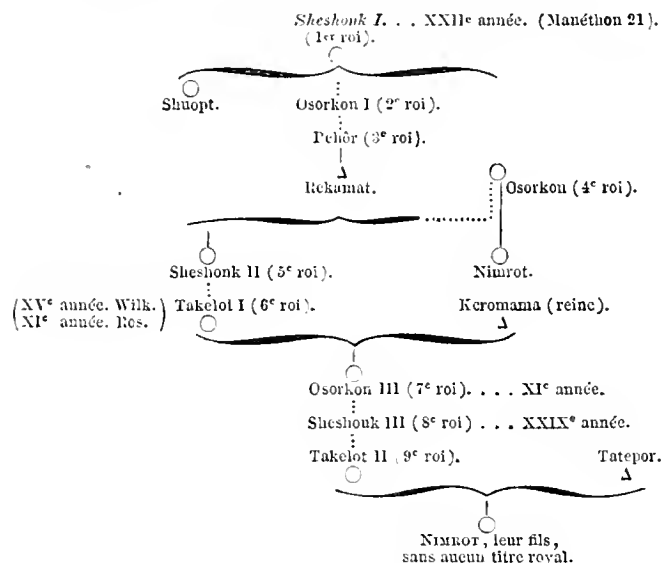 Sheshonk I. . . XXIIe année. (Manéthon 21).
(1er roi).
Shuopt. Osorkon I (2e roi).
Pehôr (3e roi).
Rekamat. Osorkon (4e roi).
Sheshonk II (5e roi). Nimrot.
(XVe année. Wilk.) Takelot I (6e roi). Keromama (reine).
(XIe année. Ros.)
Osorkon III (7e roi). . . . XIe année.
Sheshonk III (8e roi) . . . XXIXe année.
Takelot II (9e roi). Tatepor.
NIMROT, leur fils,
sans aucun titre royal.